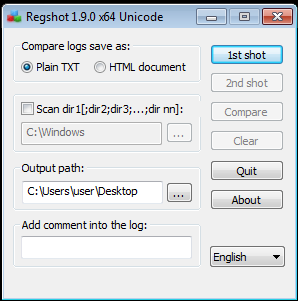 Regshot 1.9.0 x64 Unicode
Compare logs save as:
Plain TXT
HTML document
1st shot
2nd shot
Scan dir1[;dir2;dir3;...;dir nn]:
C:\Windows
...
Compare
Clear
Output path:
C:\Users\user\Desktop
...
Quit
About
Add comment into the log:
English